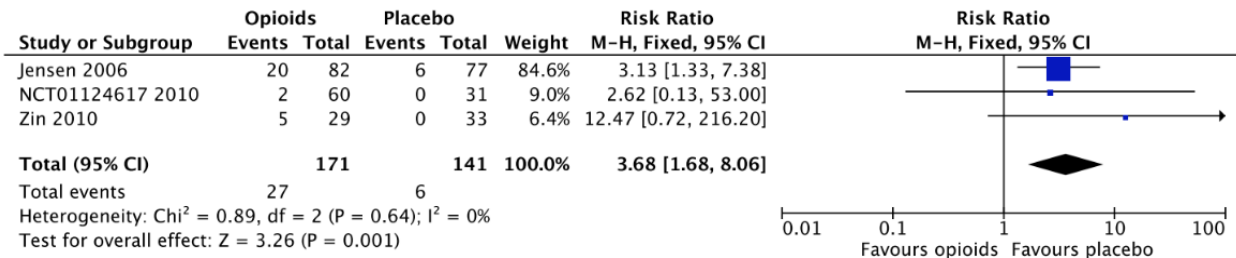 Opioids Placebo Risk Ratio Risk Ratio
Study or Subgroup Events Total Events Total Weight M-H, Fixed, 95% CI M-H, Fixed, 95% CI
Jensen 2006 20 82 6 77 84.6% 3.13 [1.33, 7.38]
NCT01124617 2010 2 60 0 31 9.0% 2.62 [0.13, 53.00]
Zin 2010 5 29 0 33 6.4% 12.47 [0.72, 216.20]
Total (95% CI) 171 141 100.0% 3.68 [1.68, 8.06]
Total events 27 6
Heterogeneity: Chi² = 0.89, df = 2 (P = 0.64); I² = 0%
Test for overall effect: Z = 3.26 (P = 0.001)
0.01 0.1 1 10 100
Favours opioids Favours placebo